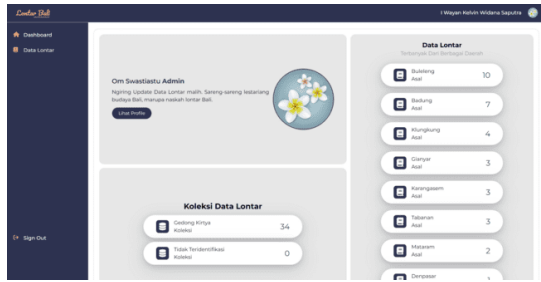 Lontar Bali
I Wayan Kelvin Widana Saputra
Dashboard
Data Lontar
Sign Out
Om Swastiastu Admin
Ngiring Update Data Lontar malih. Sareng-sareng lestariang
budaya Bali, marupa naskah lontar Bali.
Lihat Profile
Koleksi Data Lontar
Gedong Kirtya
Koleksi
34
Tidak Teridentifikasi
Koleksi
0
Data Lontar
Terbanyak Dari Berbagai Daerah
Buleleng
Asal
10
Badung
Asal
7
Klungkung
Asal
4
Gianyar
Asal
3
Karangasem
Asal
3
Tabanan
Asal
3
Mataram
Asal
2
Denpasar